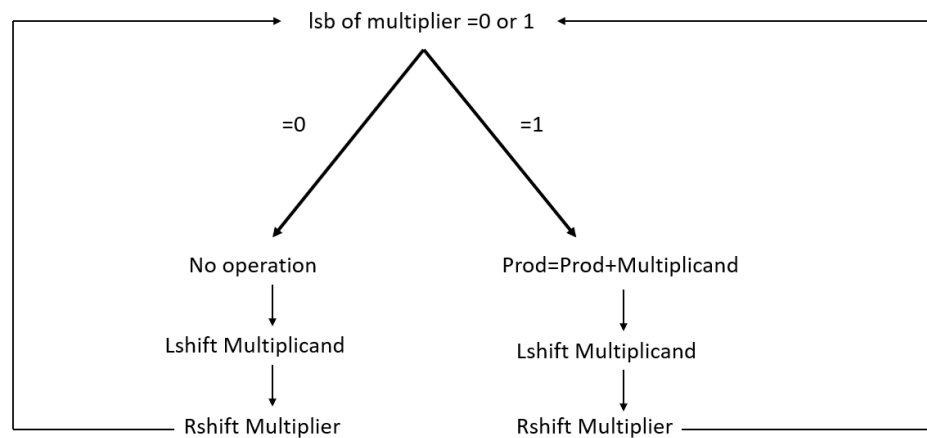 lsb of multiplier =0 or 1
=0
=1
No operation
Prod=Prod+Multiplicand
Lshift Multiplicand
Lshift Multiplicand
Rshift Multiplier
Rshift Multiplier